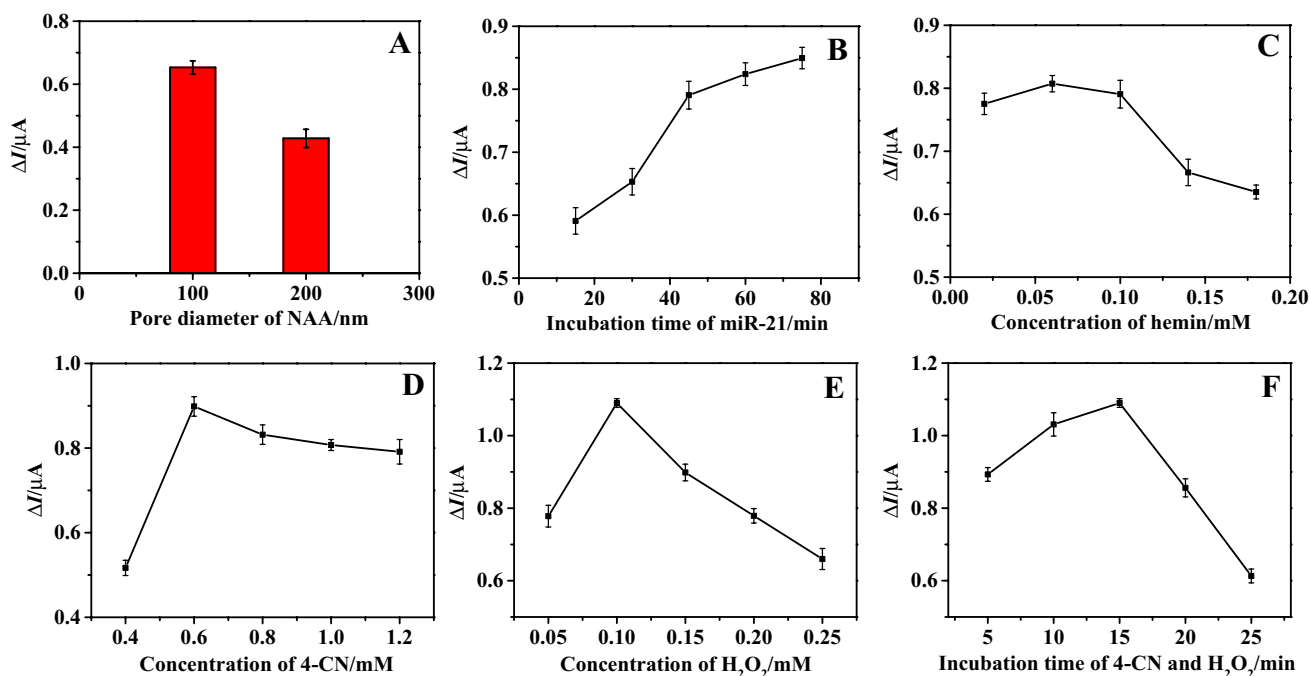 A
ΔI/μA
0.8
0.6
0.4
0.2
0.0
0 100 200 300
Pore diameter of NAA/nm
B
ΔI/μA
0.9
0.8
0.7
0.6
0.5
0 20 40 60 80
Incubation time of miR-21/min
C
ΔI/μA
0.9
0.8
0.7
0.6
0.5
0.00 0.05 0.10 0.15 0.20
Concentration of hemin/mM
D
ΔI/μA
1.0
0.8
0.6
0.4
0.4 0.6 0.8 1.0 1.2
Concentration of 4-CN/mM
E
ΔI/μA
1.2
1.0
0.8
0.6
0.05 0.10 0.15 0.20 0.25
Concentration of H₂O₂/mM
F
ΔI/μA
1.2
1.0
0.8
0.6
5 10 15 20 25
Incubation time of 4-CN and H₂O₂/min